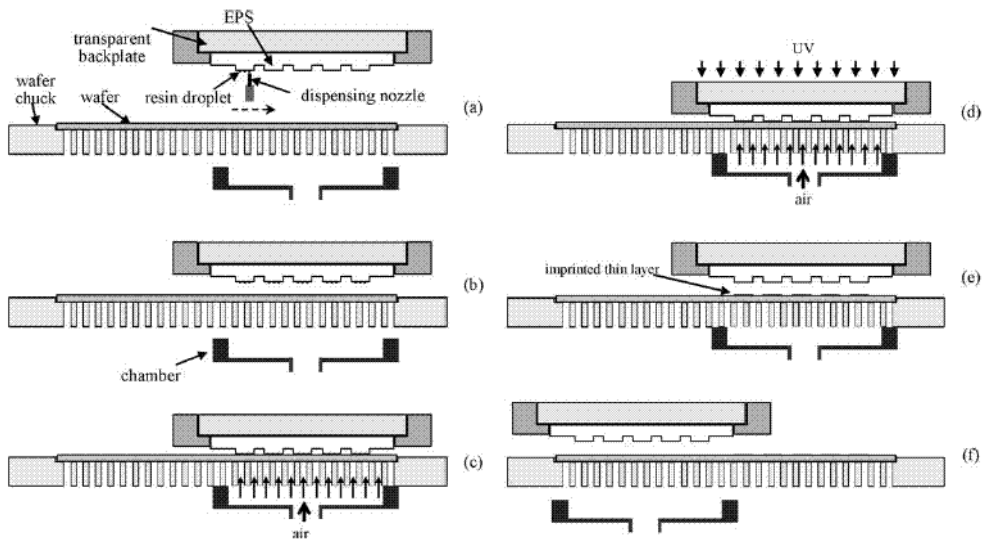 EPS
transparent
backplate
wafer
chuck
wafer
resin droplet
dispensing nozzle
(a)
(b)
chamber
(c)
air
UV
(d)
air
imprinted thin layer
(e)
(f)